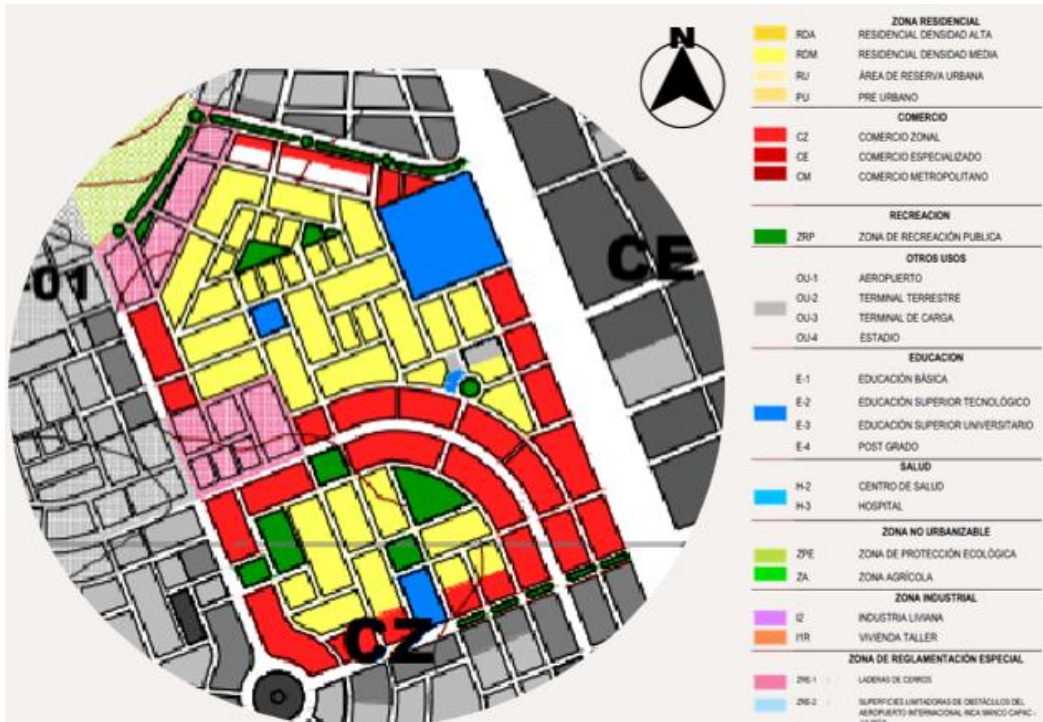 N
CE
-01
CZ
ZONA RESIDENCIAL
RDA RESIDENCIAL DENSIDAD ALTA
RDM RESIDENCIAL DENSIDAD MEDIA
RU ÁREA DE RESERVA URBANA
PU PRE URBANO
COMERCIO
CZ COMERCIO ZONAL
CE COMERCIO ESPECIALIZADO
CM COMERCIO METROPOLITANO
RECREACION
ZRP ZONA DE RECREACIÓN PUBLICA
OTROS USOS
OU-1 AEROPUERTO
OU-2 TERMINAL TERRESTRE
OU-3 TERMINAL DE CARGA
OU-4 ESTADIO
EDUCACION
E-1 EDUCACIÓN BÁSICA
E-2 EDUCACIÓN SUPERIOR TECNOLÓGICO
E-3 EDUCACIÓN SUPERIOR UNIVERSITARIO
E-4 POST GRADO
SALUD
H-2 CENTRO DE SALUD
H-3 HOSPITAL
ZONA NO URBANIZABLE
ZPE ZONA DE PROTECCIÓN ECOLÓGICA
ZA ZONA AGRÍCOLA
ZONA INDUSTRIAL
I2 INDUSTRIA LIVIANA
I1R VIVIENDA TALLER
ZONA DE REGLAMENTACIÓN ESPECIAL
ZRE-1 : LADERAS DE CERROS
ZRE-2 : SUPERFICIES LIMITADORAS DE OBSTÁCULOS DEL
AEROPUERTO INTERNACIONAL INCA MANCO CAPAC -